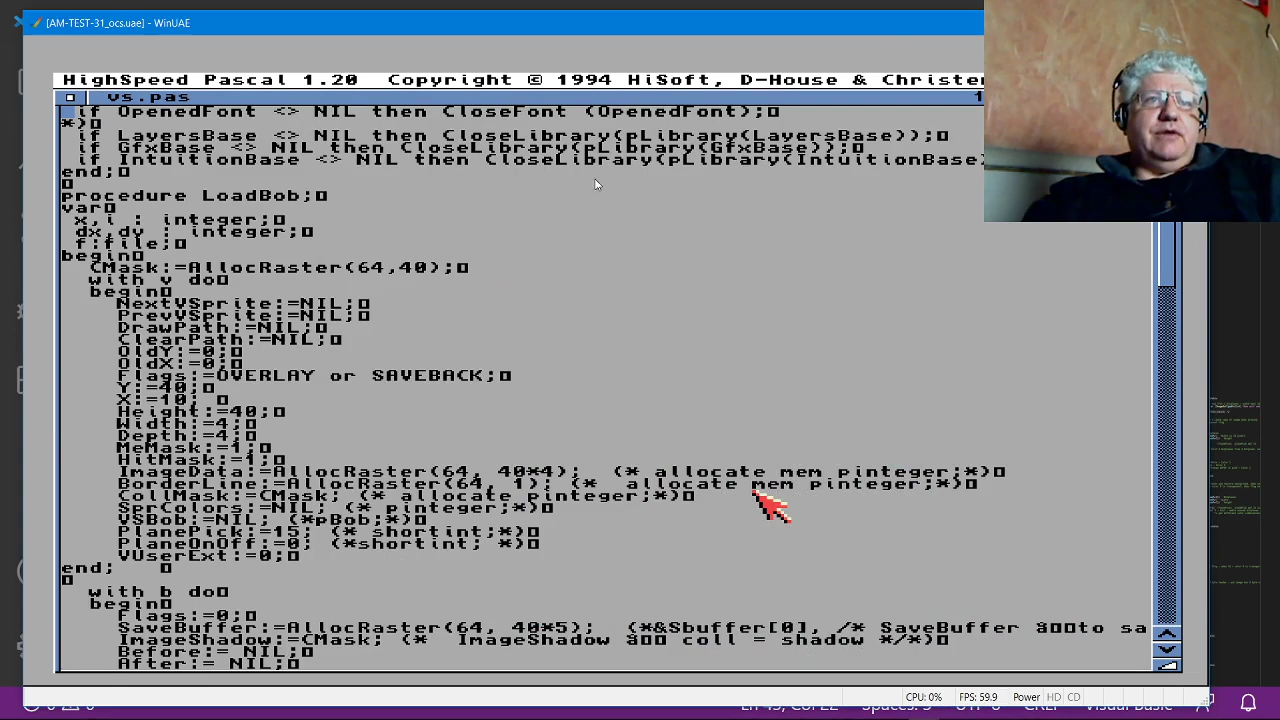 [AM-TEST-31_ocs.uae] - WinUAE
HighSpeed Pascal 1.20 Copyright © 1994 HiSoft, D-House & Christen
vs.pas 1
if OpenedFont <> NIL then CloseFont (OpenedFont);
*)
if LayersBase <> NIL then CloseLibrary(pLibrary(LayersBase));
if GfxBase <> NIL then CloseLibrary(pLibrary(GfxBase));
if IntuitionBase <> NIL then CloseLibrary(pLibrary(IntuitionBase)
end;
procedure LoadBob;
var
x,i : integer;
dx,dy : integer;
f:file;
begin
CMask:=AllocRaster(64,40);
with v do
begin
NextVSprite:=NIL;
PrevVSprite:=NIL;
DrawPath:=NIL;
ClearPath:=NIL;
OldY:=0;
OldX:=0;
Flags:=OVERLAY or SAVEBACK;
Y:=40;
X:=10;
Height:=40;
Width:=4;
Depth:=4;
MeMask:=1;
HitMask:=1;
ImageData:=AllocRaster(64, 40*4); (* allocate mem pinteger;*)
BorderLine:=AllocRaster(64, 1); (* allocate mem pinteger;*)
CollMask:=CMask; (* allocate pinteger;*)
SprColors:=NIL; (* pinteger;*)
VSBob:=NIL; (*pBob;*)
PlanePick:=15; (* shortint;*)
PlaneOnOff:=0; (*shortint; *)
VUserExt:=0;
end;
with b do
begin
Flags:=0;
SaveBuffer:=AllocRaster(64, 40*5); (*&Sbuffer[0], /* SaveBuffer to sa
ImageShadow:=CMask; (* ImageShadow coll = shadow */*)
Before:= NIL;
After:= NIL;
CPU: 0% FPS: 59.9 Power HD CD